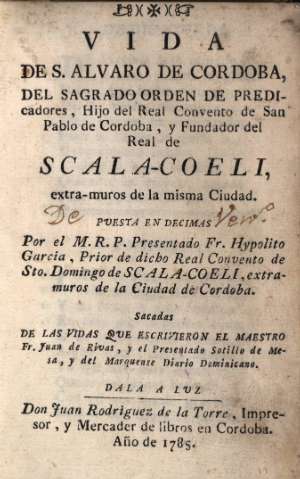 VIDA
DE S. ALVARO DE CORDOBA,
DEL SAGRADO ORDEN DE PREDI-
cadores, Hijo del Real Convento de San
Pablo de Cordoba, y Fundador del
Real de
SCALA-COELI,
extra-muros de la misma Ciudad.
De
PUESTA EN DECIMAS
Por el M. R. P. Presentado Fr. Hypolito
Garcia, Prior de dicho Real Convento de
Sto. Domingo de SCALA-COELI, extra-
muros de la Ciudad de Cordoba.
Sacadas
DE LAS VIDAS QUE ESCRIVIERON EL MAESTRO
Fr. Juan de Rivas, y el Presentado Sotillo de Me-
sa, y del Marquense Diario Dominicano.
DALA A LUZ
Don Juan Rodriguez de la Torre, Impre-
sor, y Mercader de libros en Cordoba.
Año de 1785.